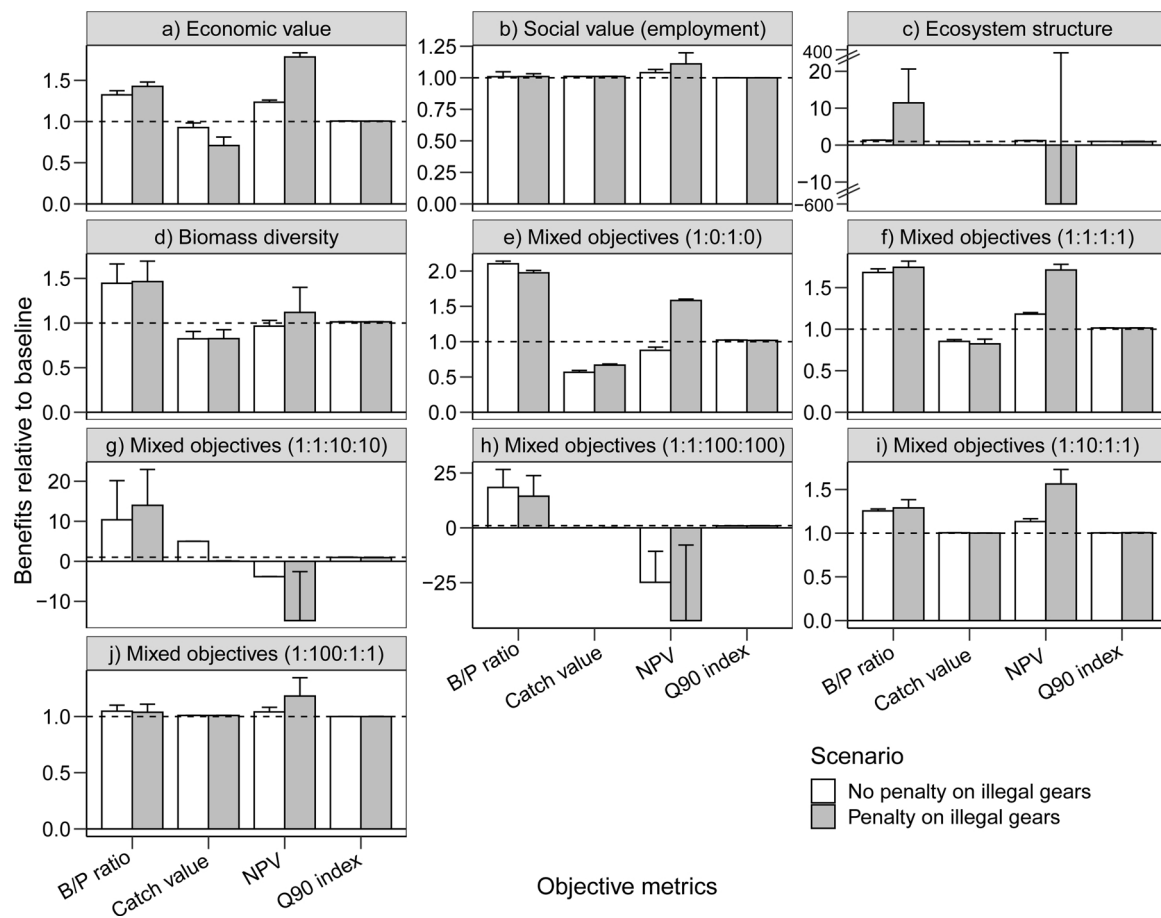 a) Economic value
b) Social value (employment)
c) Ecosystem structure
1.5
1.0
0.5
0.0
1.25
1.00
0.75
0.50
0.25
0.00
400
20
10
0
−10
−600
d) Biomass diversity
e) Mixed objectives (1:0:1:0)
f) Mixed objectives (1:1:1:1)
1.5
1.0
0.5
0.0
2.0
1.5
1.0
0.5
0.0
1.5
1.0
0.5
0.0
Benefits relative to baseline
g) Mixed objectives (1:1:10:10)
h) Mixed objectives (1:1:100:100)
i) Mixed objectives (1:10:1:1)
20
10
0
−10
25
0
−25
1.5
1.0
0.5
0.0
B/P ratio
Catch value
NPV
Q90 index
B/P ratio
Catch value
NPV
Q90 index
j) Mixed objectives (1:100:1:1)
1.0
0.5
0.0
B/P ratio
Catch value
NPV
Q90 index
Scenario
No penalty on illegal gears
Penalty on illegal gears
Objective metrics